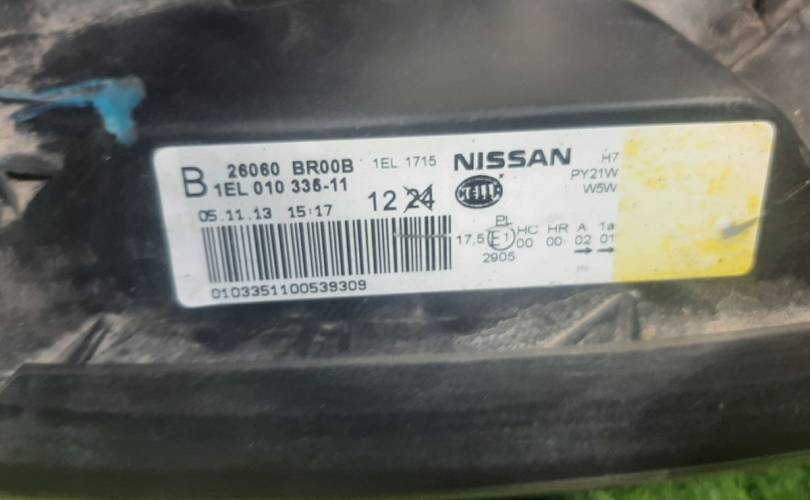 B 26060 BR00B 1EL 1715 NISSAN H7
1EL 010 335-11 HELLA PY21W
W5W
05.11.13 15:17 12 24
PL
17,5 E1 HC HR A 1a
00 00 02 01
2905 → →
0103351100539309